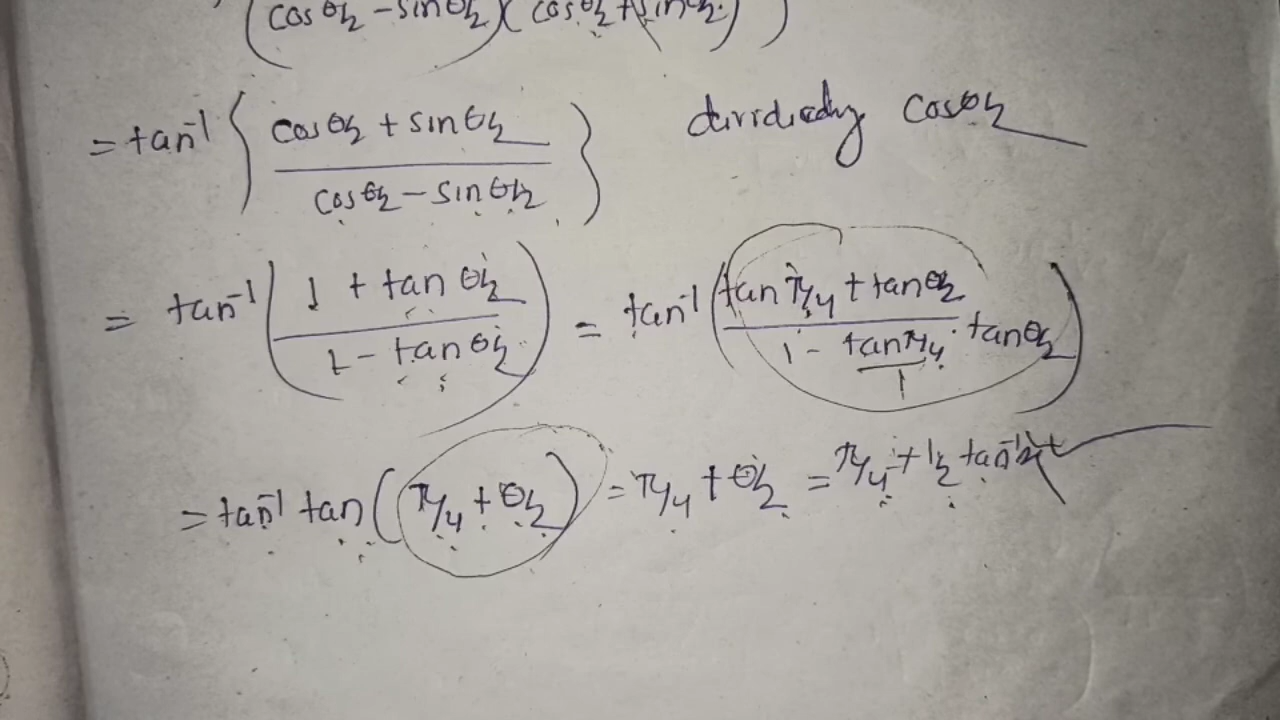 (cos θ/2 - sin θ/2)(cos θ/2 + sin θ/2))
= tan⁻¹ { (cos θ/2 + sin θ/2) / (cos θ/2 - sin θ/2) } cos θ/2
= tan⁻¹ ( (1 + tan θ/2) / (1 - tan θ/2) ) = tan⁻¹ ( (tan π/4 + tan θ/2) / (1 - tan π/4 · tan θ/2) )
1
= tan⁻¹ tan (π/4 + θ/2) = π/4 + θ/2 = π/4 + 1/2 tan⁻¹